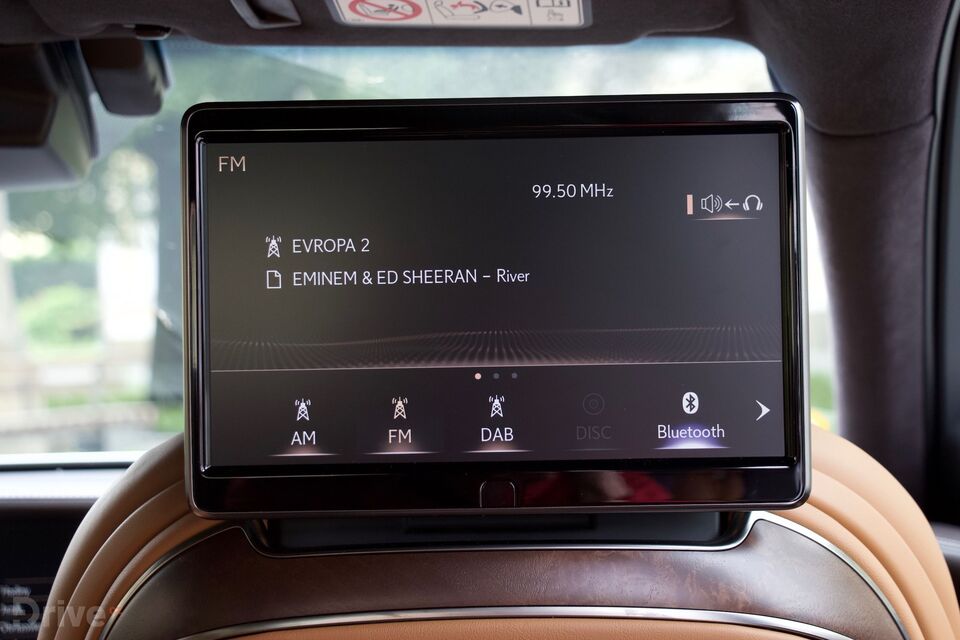 FM
99.50 MHz
EVROPA 2
EMINEM & ED SHEERAN – River
AM
FM
DAB
DISC
Bluetooth
Drive